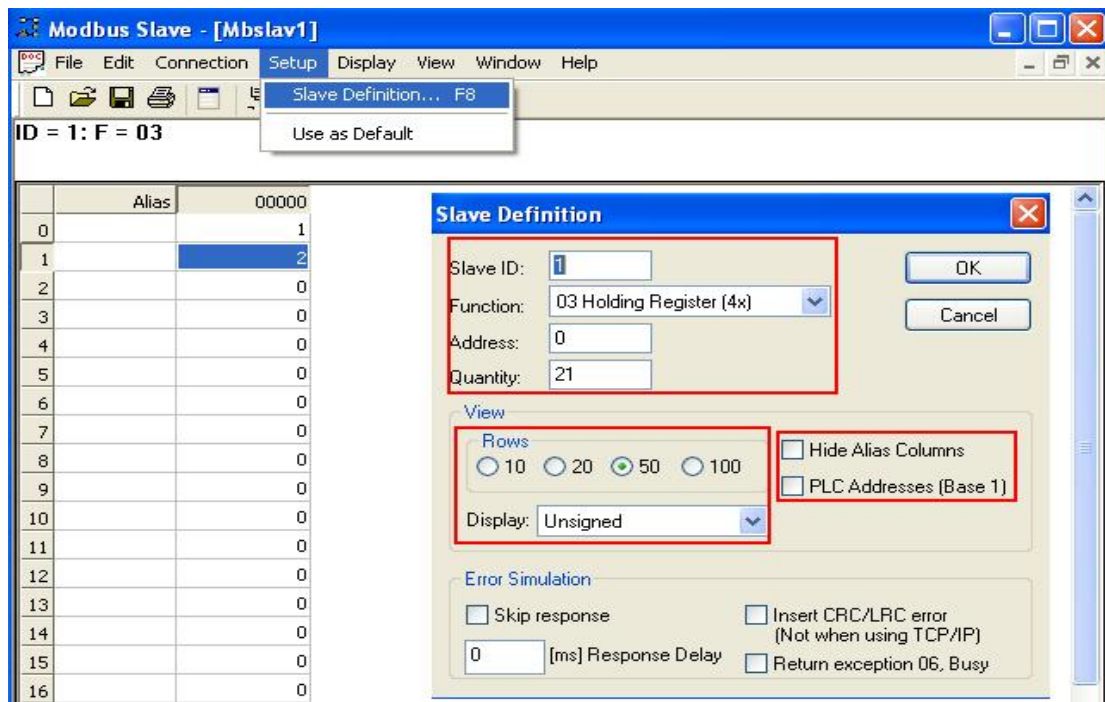 Modbus Slave - [Mbslav1]
File Edit Connection Setup Display View Window Help
Slave Definition... F8
Use as Default
ID = 1: F = 03
Alias 00000
0 1
1 2
2 0
3 0
4 0
5 0
6 0
7 0
8 0
9 0
10 0
11 0
12 0
13 0
14 0
15 0
16 0
Slave Definition
Slave ID: 1
OK
Function: 03 Holding Register (4x)
Cancel
Address: 0
Quantity: 21
View
Rows
10 20 50 100
Hide Alias Columns
PLC Addresses (Base 1)
Display: Unsigned
Error Simulation
Skip response
Insert CRC/LRC error
(Not when using TCP/IP)
0 [ms] Response Delay
Return exception 06, Busy